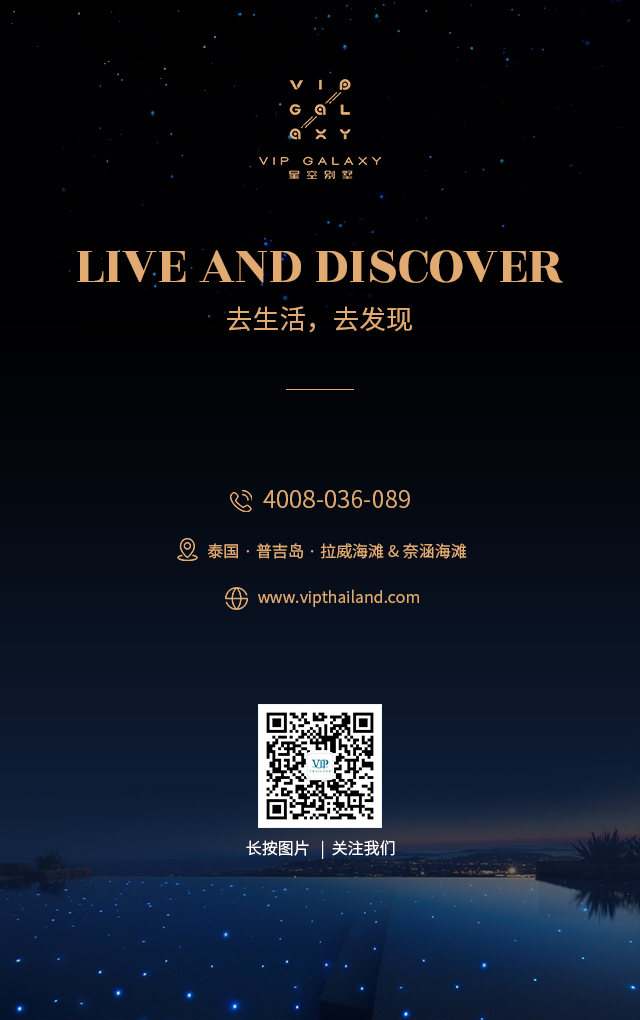 VIP
GaL
aXY
VIP GALAXY
星空别墅
LIVE AND DISCOVER
去生活，去发现
4008-036-089
泰国 · 普吉岛 · 拉威海滩 & 奈涵海滩
www.vipthailand.com
VIP
长按图片 | 关注我们